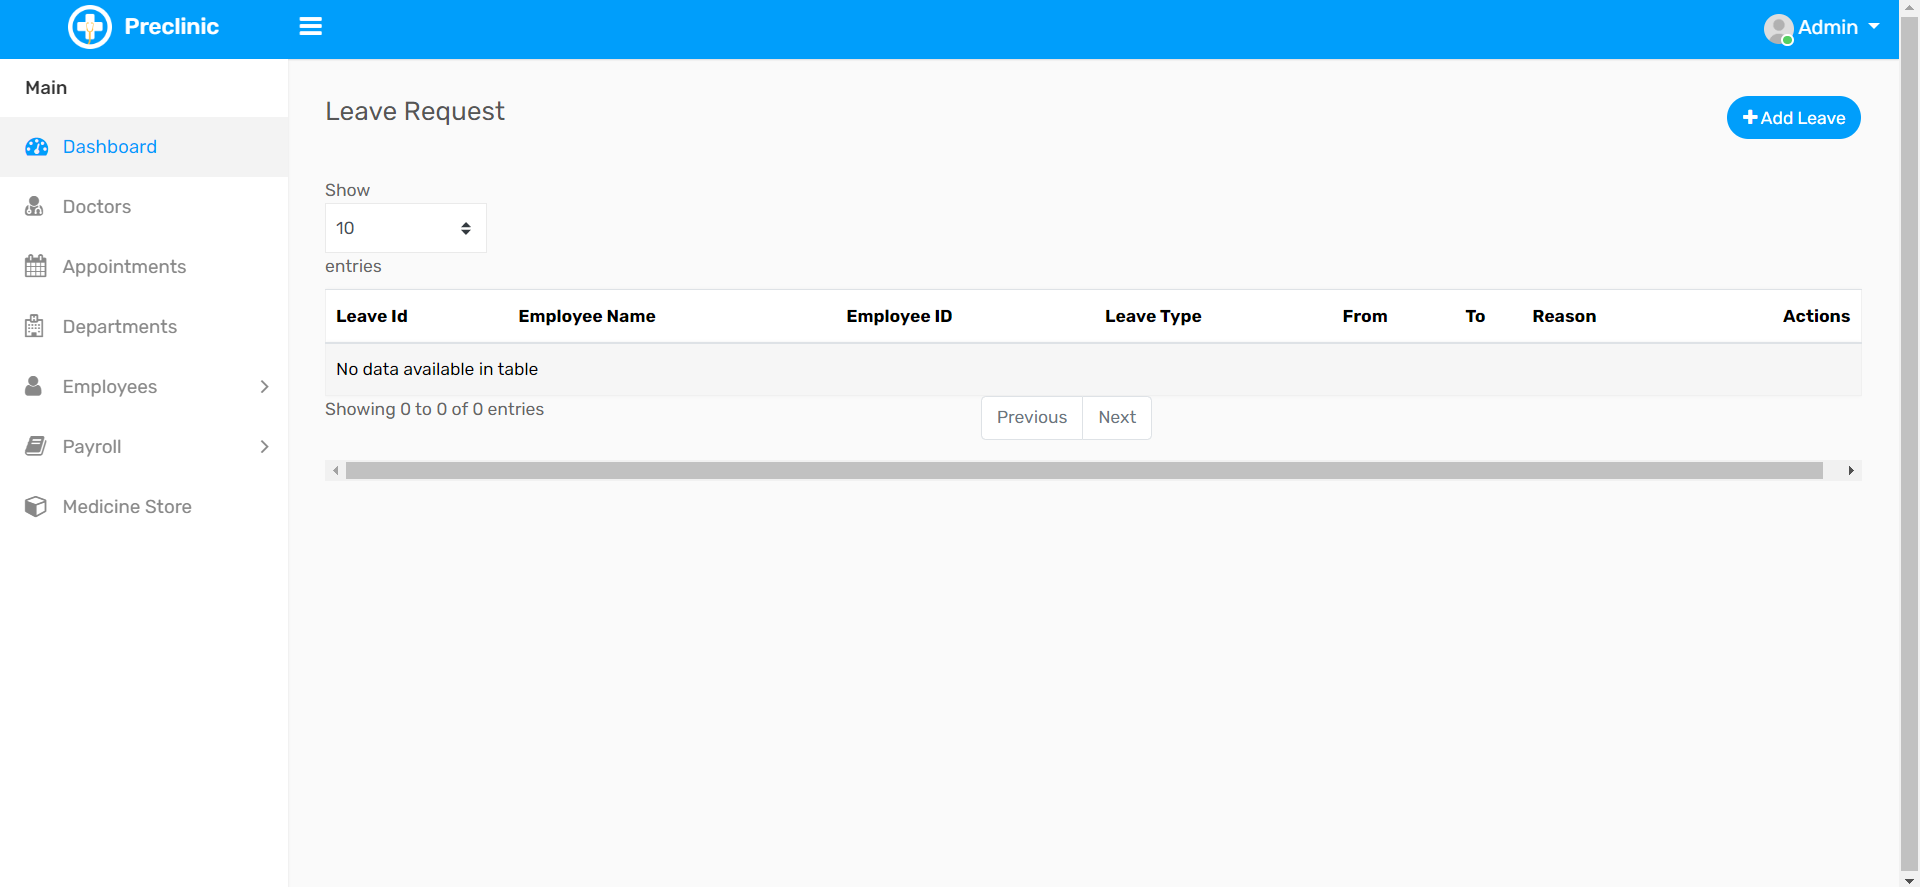 Preclinic
Admin
Main
Dashboard
Doctors
Appointments
Departments
Employees
Payroll
Medicine Store
Leave Request
Add Leave
Show
10
entries
Leave Id Employee Name Employee ID Leave Type From To Reason Actions
No data available in table
Showing 0 to 0 of 0 entries
Previous Next